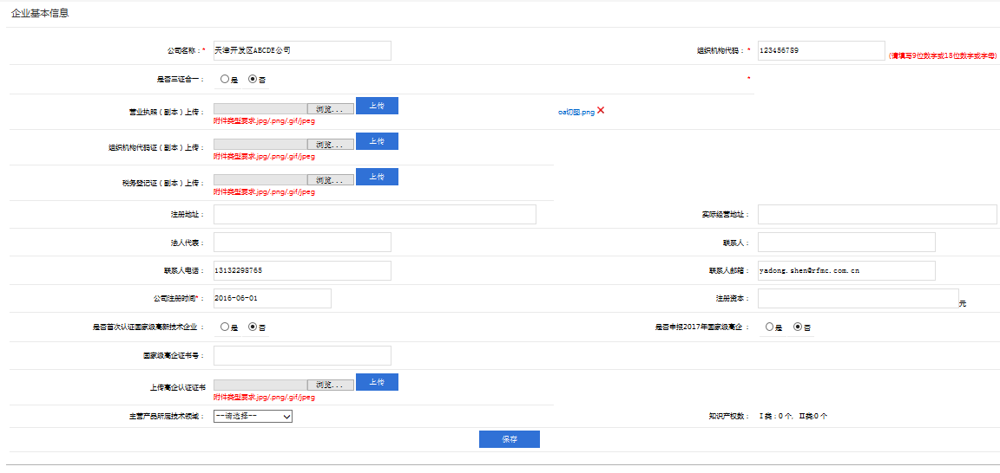 企业基本信息
公司名称：* 天津开发区ABCDE公司 组织机构代码：* 123456789 (请填写9位数字或18位数字或字母)
是否三证合一： 是 否 *
营业执照（副本）上传： 浏览... 上传 oa切图.png
附件类型要求.jpg/.png/.gif/jpeg
组织机构代码证（副本）上传： 浏览... 上传
附件类型要求.jpg/.png/.gif/jpeg
税务登记证（副本）上传： 浏览... 上传
附件类型要求.jpg/.png/.gif/jpeg
注册地址： 实际经营地址：
法人代表： 联系人：
联系人电话： 13132298765 联系人邮箱： yadong.shen@rfmc.com.cn
公司注册时间*： 2016-06-01 注册资本： 元
是否首次认证国家级高新技术企业： 是 否 是否申报2017年国家级高企： 是 否
国家级高企证书号：
上传高企认证证书 浏览... 上传
附件类型要求.jpg/.png/.gif/jpeg
主营产品所属技术领域： --请选择-- 知识产权数： Ⅰ类：0 个, Ⅱ类:0 个
保存